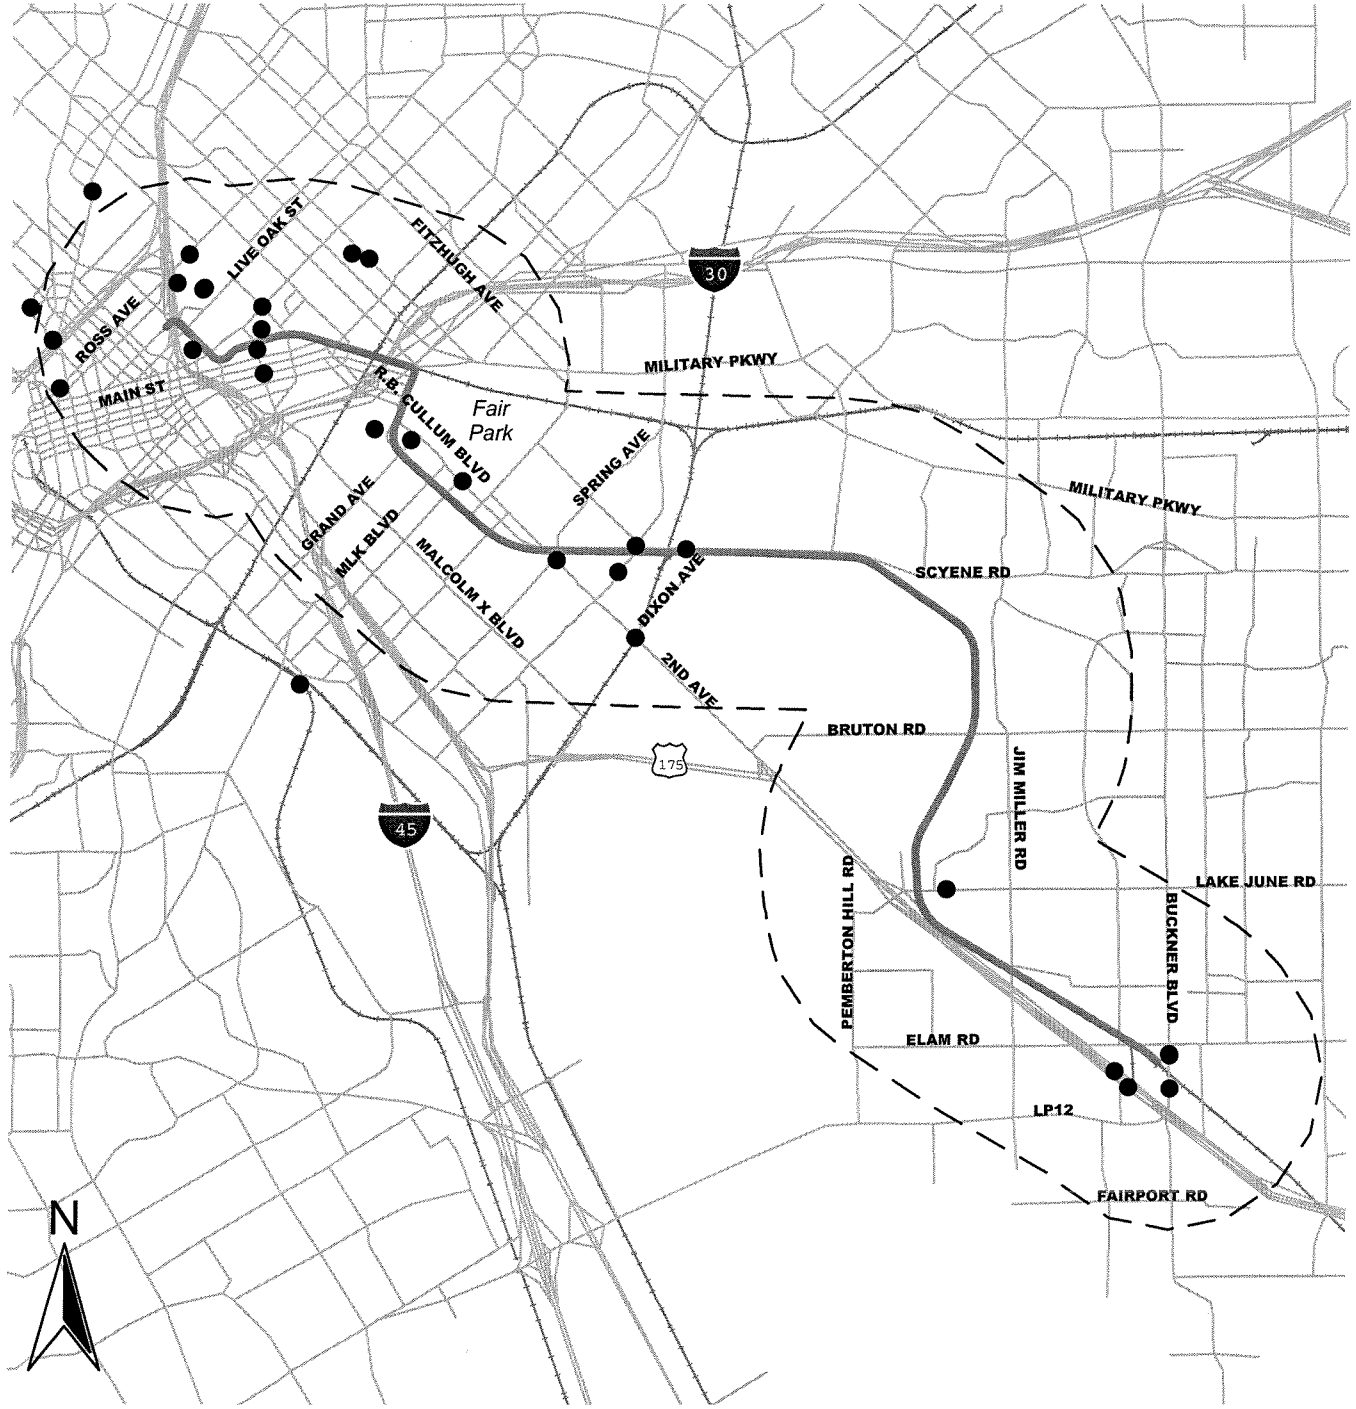 LIVE OAK ST
FITZHUGH AVE
30
ROSS AVE
MILITARY PKWY
MAIN ST
R.B. CULLUM BLVD
Fair
Park
SPRING AVE
GRAND AVE
MLK BLVD
MILITARY PKWY
MALCOLM X BLVD
SCYENE RD
DIXON AVE
2ND AVE
BRUTON RD
175
JIM MILLER RD
45
PEMBERTON HILL RD
LAKE JUNE RD
BUCKNER BLVD
ELAM RD
LP12
FAIRPORT RD
N